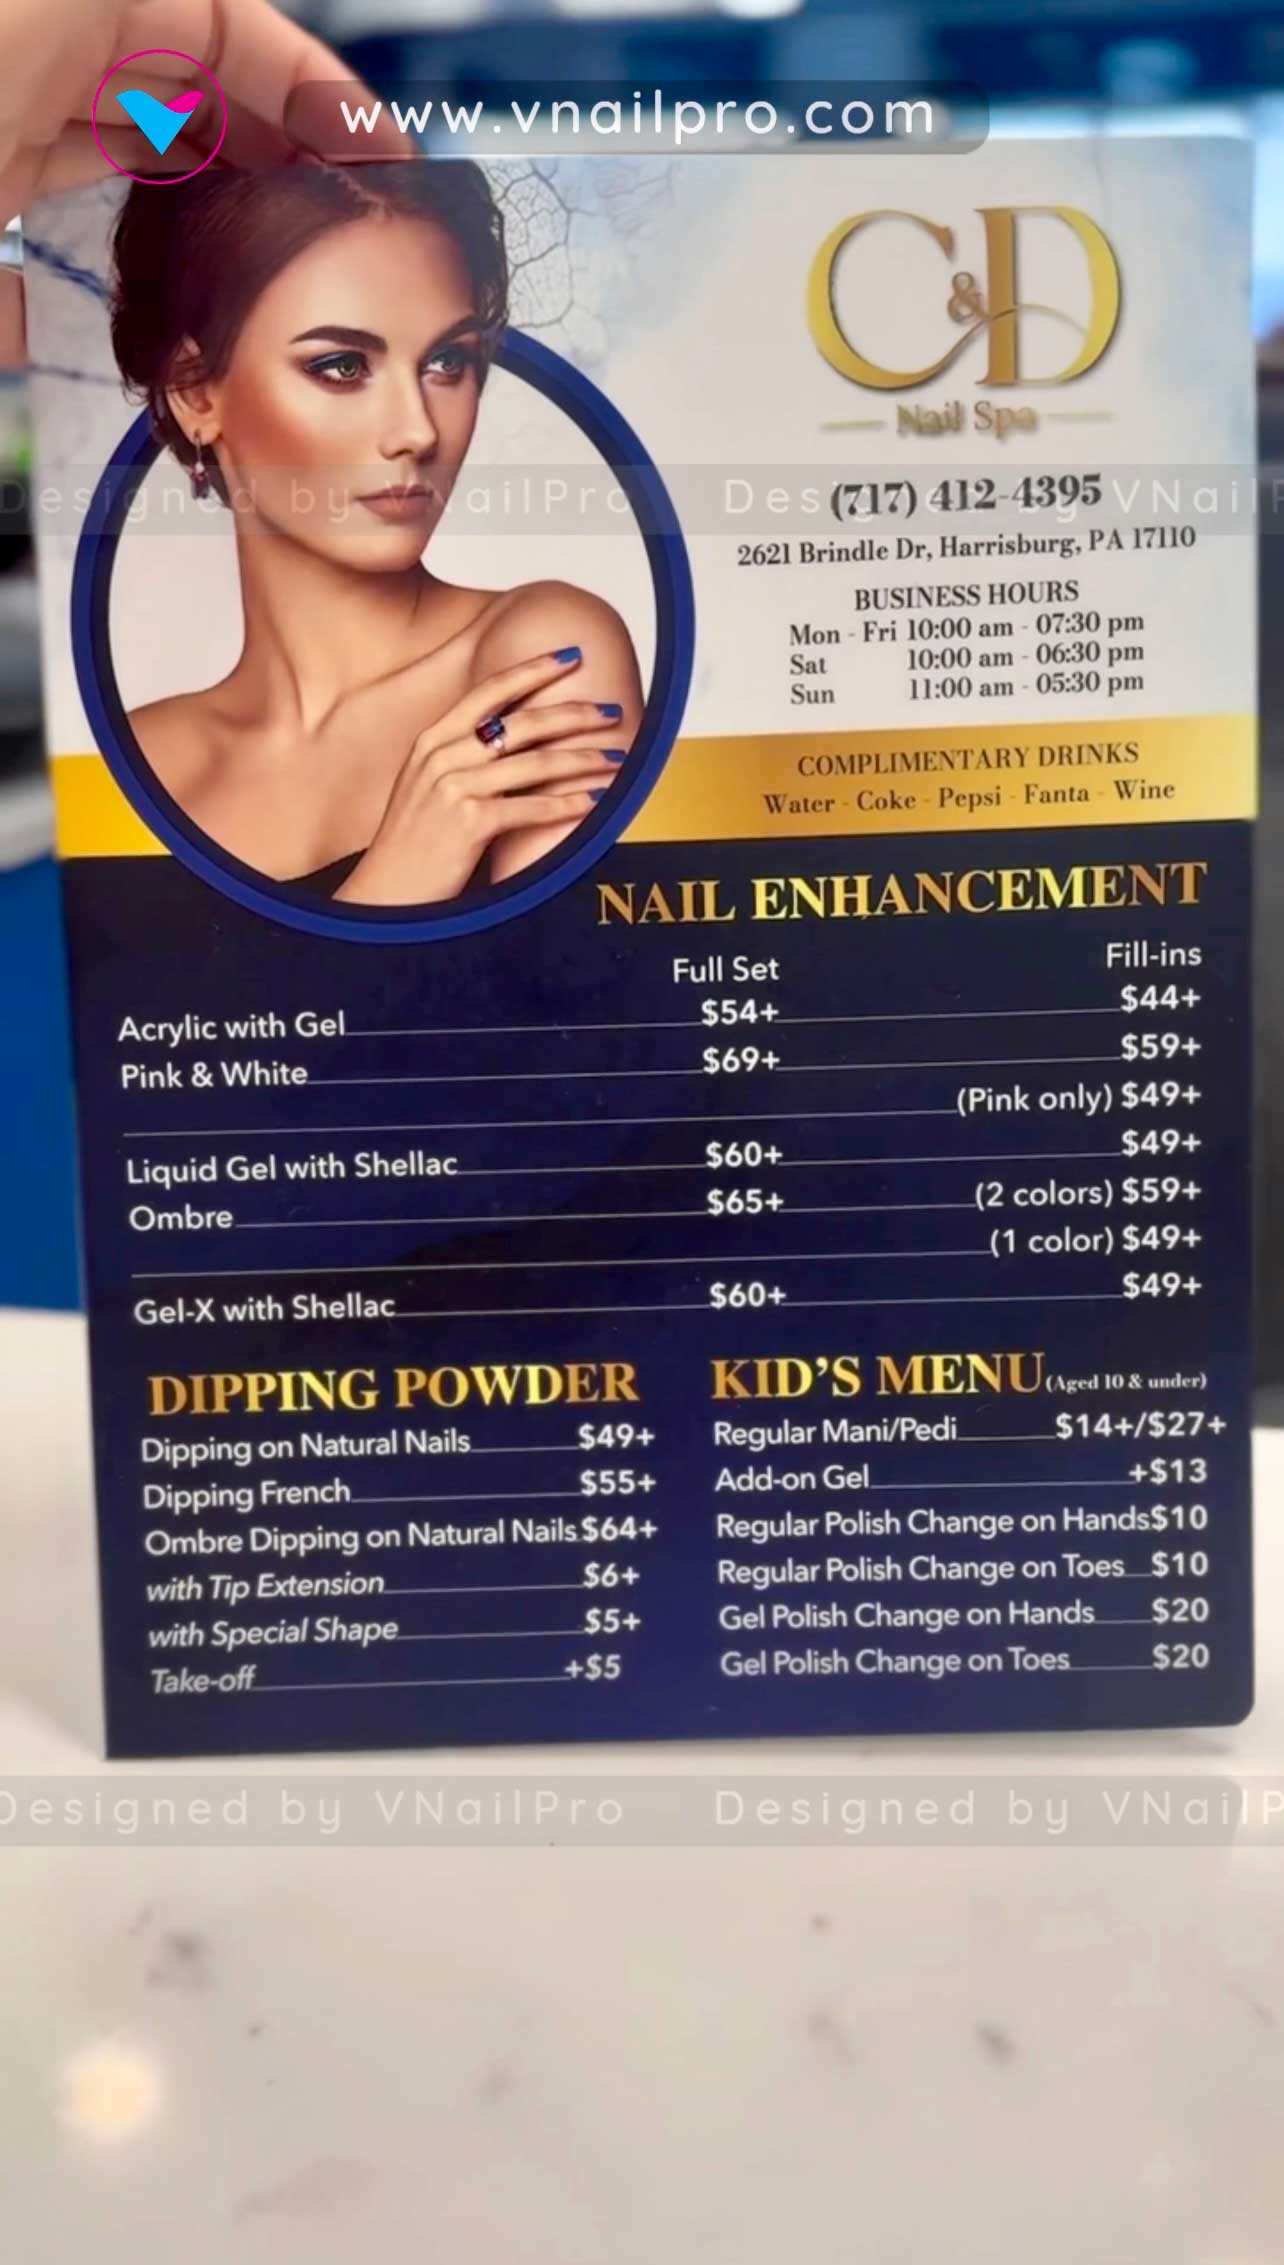 www.vnailpro.com
C&D
Nail Spa
Designed by VNailPro Designed by VNailP
(717) 412-4395
2621 Brindle Dr, Harrisburg, PA 17110
BUSINESS HOURS
Mon - Fri 10:00 am - 07:30 pm
Sat 10:00 am - 06:30 pm
Sun 11:00 am - 05:30 pm
COMPLIMENTARY DRINKS
Water - Coke - Pepsi - Fanta - Wine
NAIL ENHANCEMENT
Full Set Fill-ins
Acrylic with Gel $54+ $44+
Pink & White $69+ $59+
(Pink only) $49+
Liquid Gel with Shellac $60+ $49+
Ombre $65+ (2 colors) $59+
(1 color) $49+
Gel-X with Shellac $60+ $49+
DIPPING POWDER
Dipping on Natural Nails $49+
Dipping French $55+
Ombre Dipping on Natural Nails $64+
with Tip Extension $6+
with Special Shape $5+
Take-off +$5
KID'S MENU (Aged 10 & under)
Regular Mani/Pedi $14+/$27+
Add-on Gel +$13
Regular Polish Change on Hands $10
Regular Polish Change on Toes $10
Gel Polish Change on Hands $20
Gel Polish Change on Toes $20
Designed by VNailPro Designed by VNailP